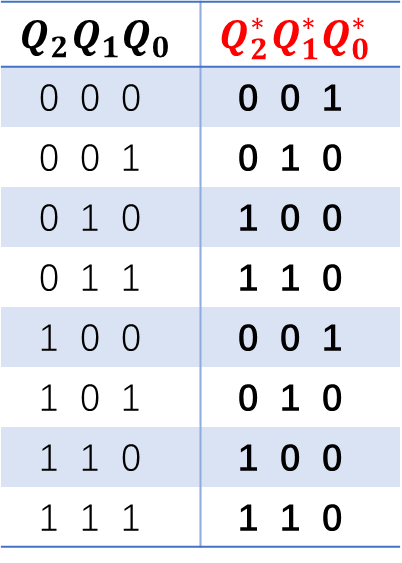 Q₂Q₁Q₀ Q₂*Q₁*Q₀*
0 0 0 0 0 1
0 0 1 0 1 0
0 1 0 1 0 0
0 1 1 1 1 0
1 0 0 0 0 1
1 0 1 0 1 0
1 1 0 1 0 0
1 1 1 1 1 0